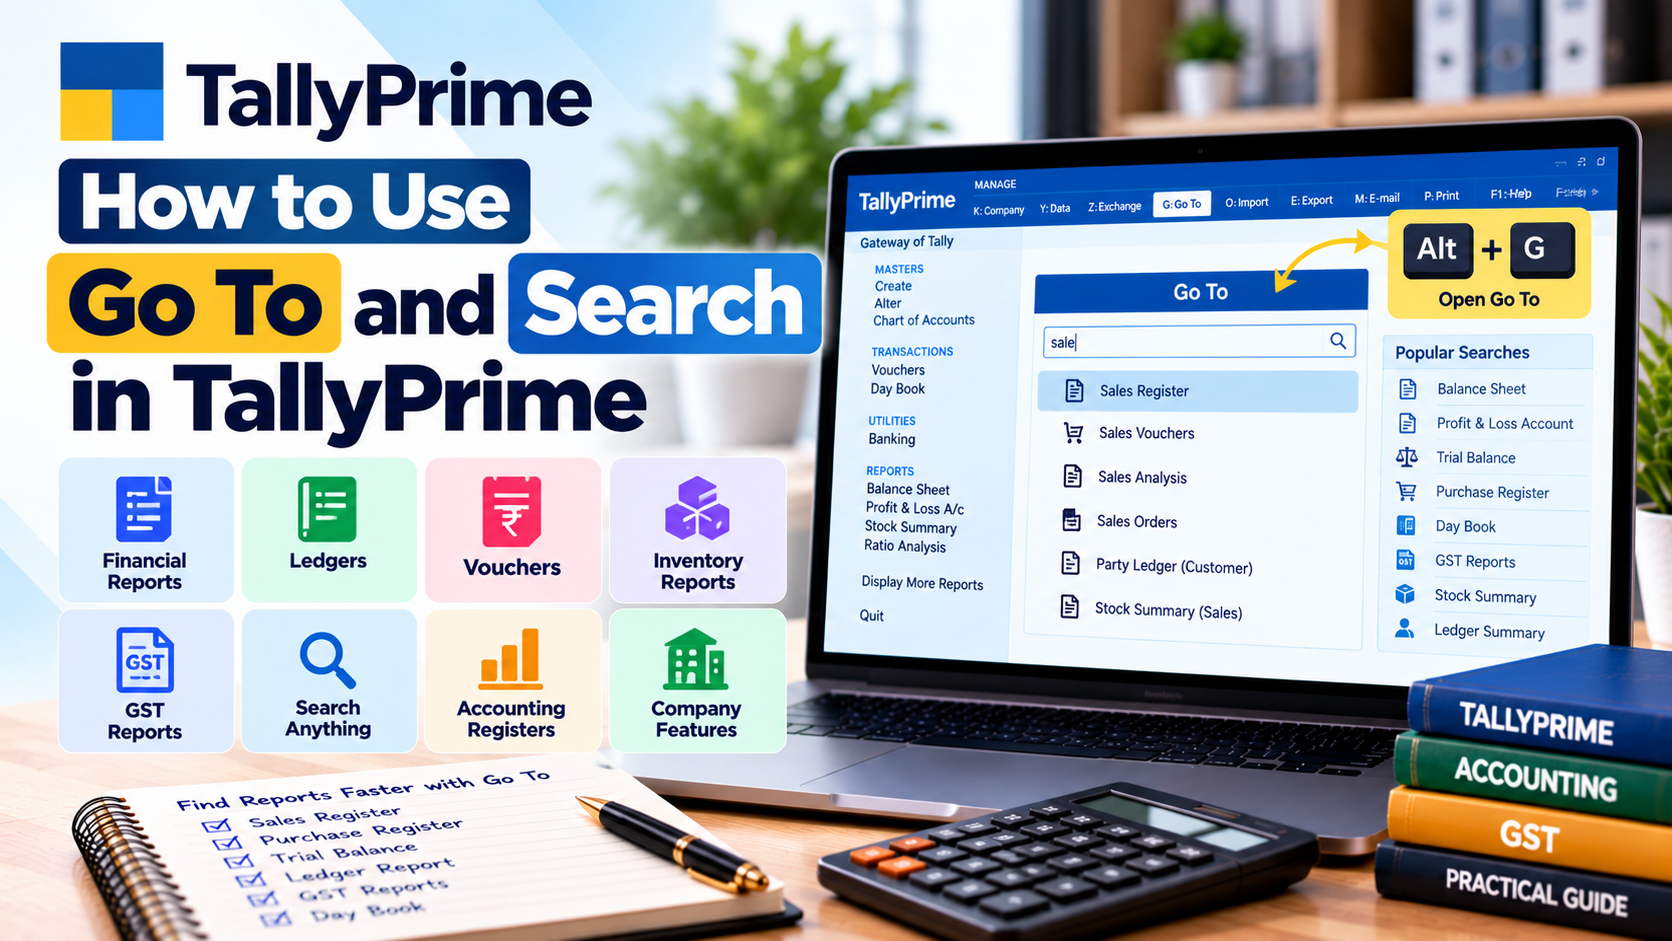 TallyPrime
How to Use
Go To and Search
in TallyPrime
Financial
Reports
Ledgers
Vouchers
Inventory
Reports
GST
GST
Reports
Search
Anything
Accounting
Registers
Company
Features
Find Reports Faster with Go To
Sales Register
Purchase Register
Trial Balance
Ledger Report
GST Reports
Day Book
TallyPrime
MANAGE
K: Company
Y: Data
Z: Exchange
G: Go To
O: Import
E: Export
M: E-mail
P: Print
F1: Help
Gateway of Tally
MASTERS
Create
Alter
Chart of Accounts
TRANSACTIONS
Vouchers
Day Book
UTILITIES
Banking
REPORTS
Balance Sheet
Profit & Loss A/c
Stock Summary
Ratio Analysis
Display More Reports
Quit
Go To
sale
Sales Register
Sales Vouchers
Sales Analysis
Sales Orders
Party Ledger (Customer)
Stock Summary (Sales)
Alt + G
Open Go To
Popular Searches
Balance Sheet
Profit & Loss Account
Trial Balance
Purchase Register
Day Book
GST Reports
Stock Summary
Ledger Summary
TALLYPRIME
ACCOUNTING
GST
PRACTICAL GUIDE